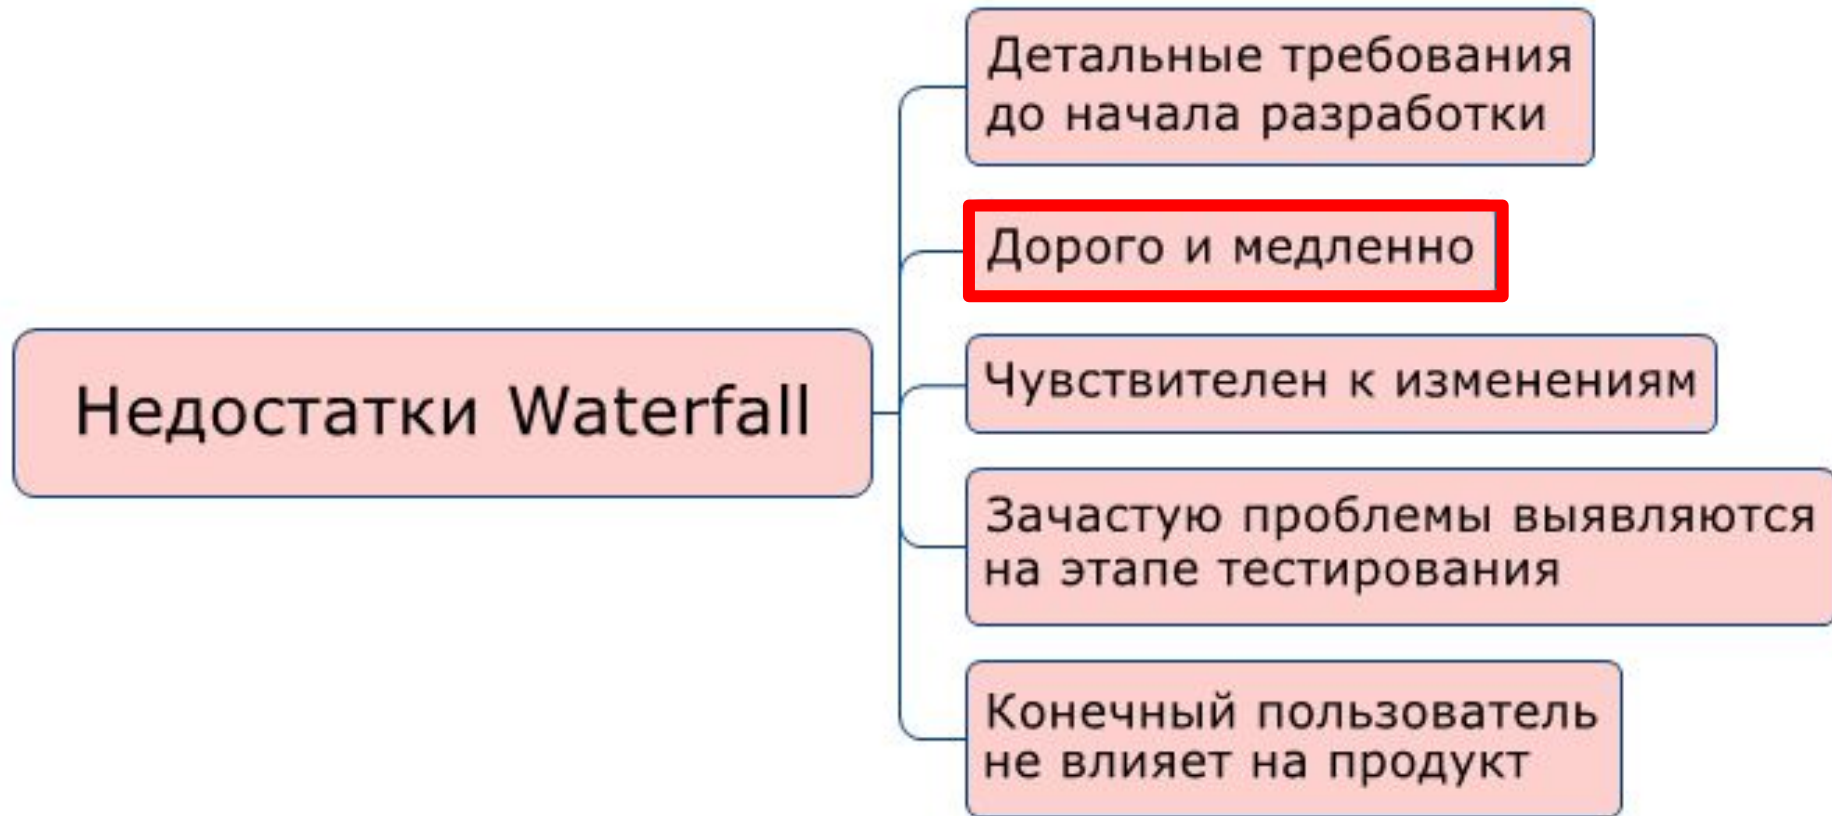 Детальные требования
до начала разработки
Дорого и медленно
Недостатки Waterfall
Чувствителен к изменениям
Зачастую проблемы выявляются
на этапе тестирования
Конечный пользователь
не влияет на продукт